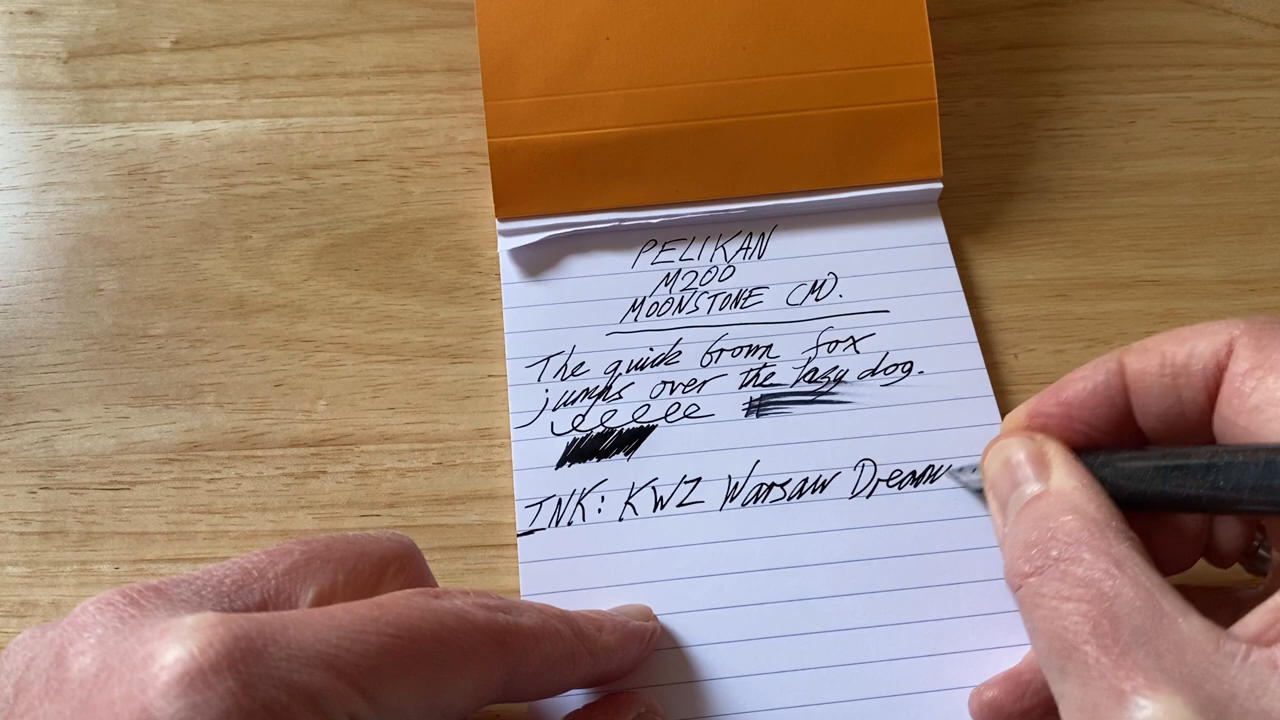 PELIKAN
M200
MOONSTONE CM).
The quick brown fox
jumps over the lazy dog.
INK: KWZ Warsaw Dream